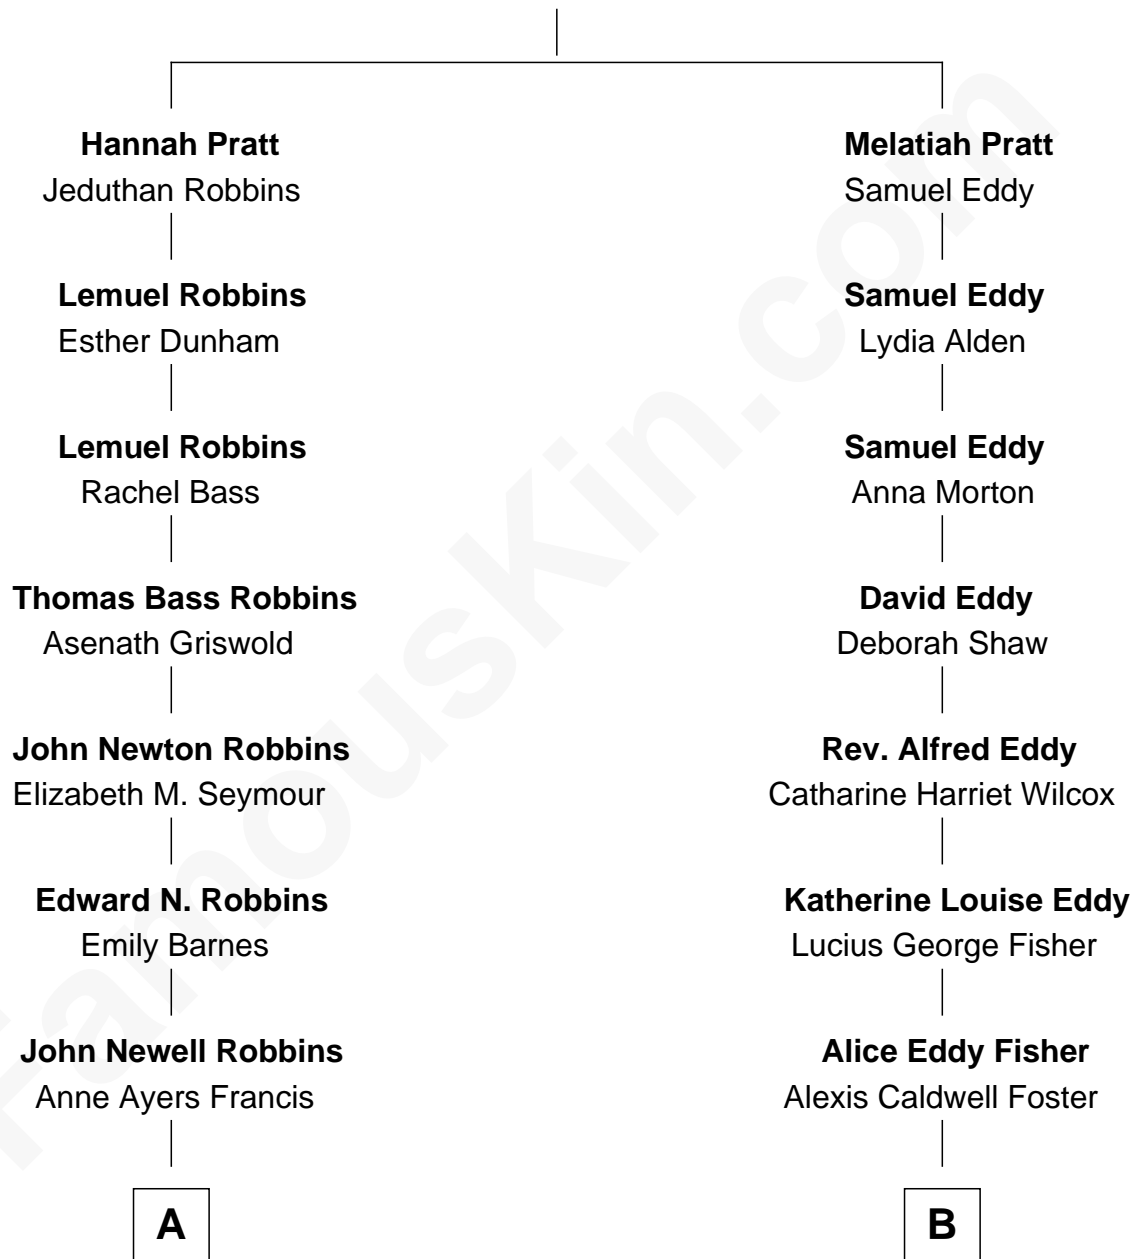 Hannah Pratt
Jeduthan Robbins
Lemuel Robbins
Esther Dunham
Lemuel Robbins
Rachel Bass
Thomas Bass Robbins
Asenath Griswold
John Newton Robbins
Elizabeth M. Seymour
Edward N. Robbins
Emily Barnes
John Newell Robbins
Anne Ayers Francis
A
Melatiah Pratt
Samuel Eddy
Samuel Eddy
Lydia Alden
Samuel Eddy
Anna Morton
David Eddy
Deborah Shaw
Rev. Alfred Eddy
Catharine Harriet Wilcox
Katherine Louise Eddy
Lucius George Fisher
Alice Eddy Fisher
Alexis Caldwell Foster
B
FamousKin.com